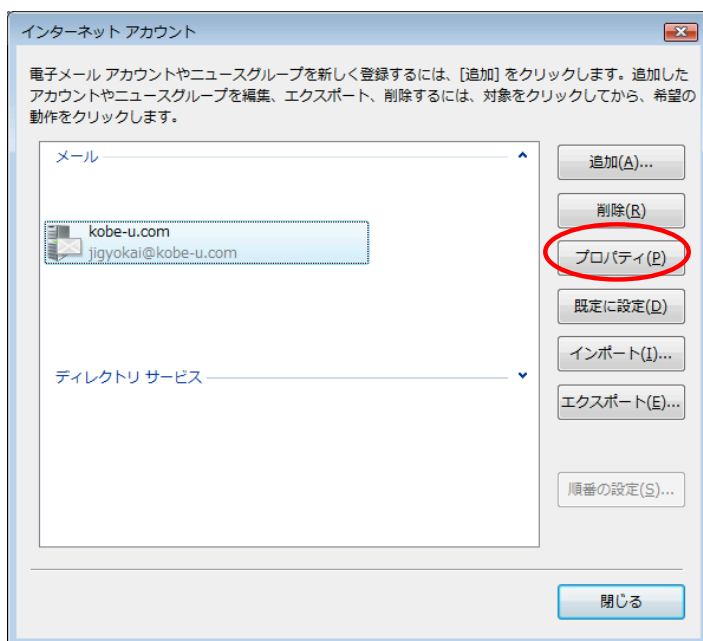 インターネット アカウント
電子メール アカウントやニュースグループを新しく登録するには、[追加] をクリックします。追加した
アカウントやニュースグループを編集、エクスポート、削除するには、対象をクリックしてから、希望の
動作をクリックします。
メール
kobe-u.com
jigyokai@kobe-u.com
ディレクトリ サービス
追加(A)...
削除(R)
プロパティ(P)
既定に設定(D)
インポート(I)...
エクスポート(E)...
順番の設定(S)...
閉じる